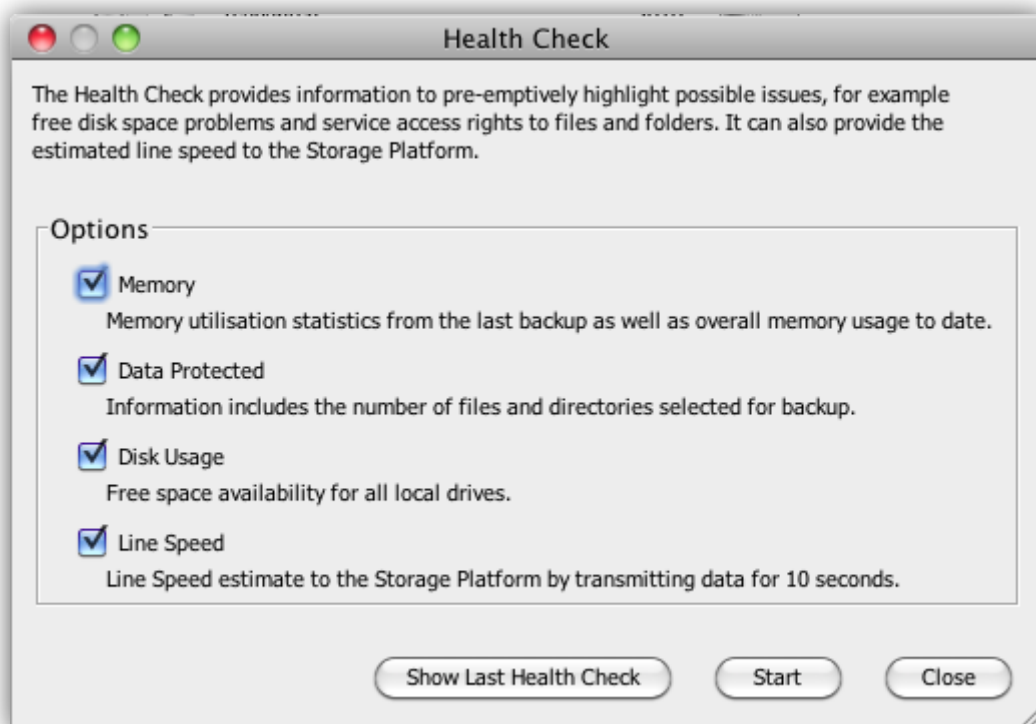 Health Check
The Health Check provides information to pre-emptively highlight possible issues, for example
free disk space problems and service access rights to files and folders. It can also provide the
estimated line speed to the Storage Platform.
Options
Memory
Memory utilisation statistics from the last backup as well as overall memory usage to date.
Data Protected
Information includes the number of files and directories selected for backup.
Disk Usage
Free space availability for all local drives.
Line Speed
Line Speed estimate to the Storage Platform by transmitting data for 10 seconds.
Show Last Health Check Start Close